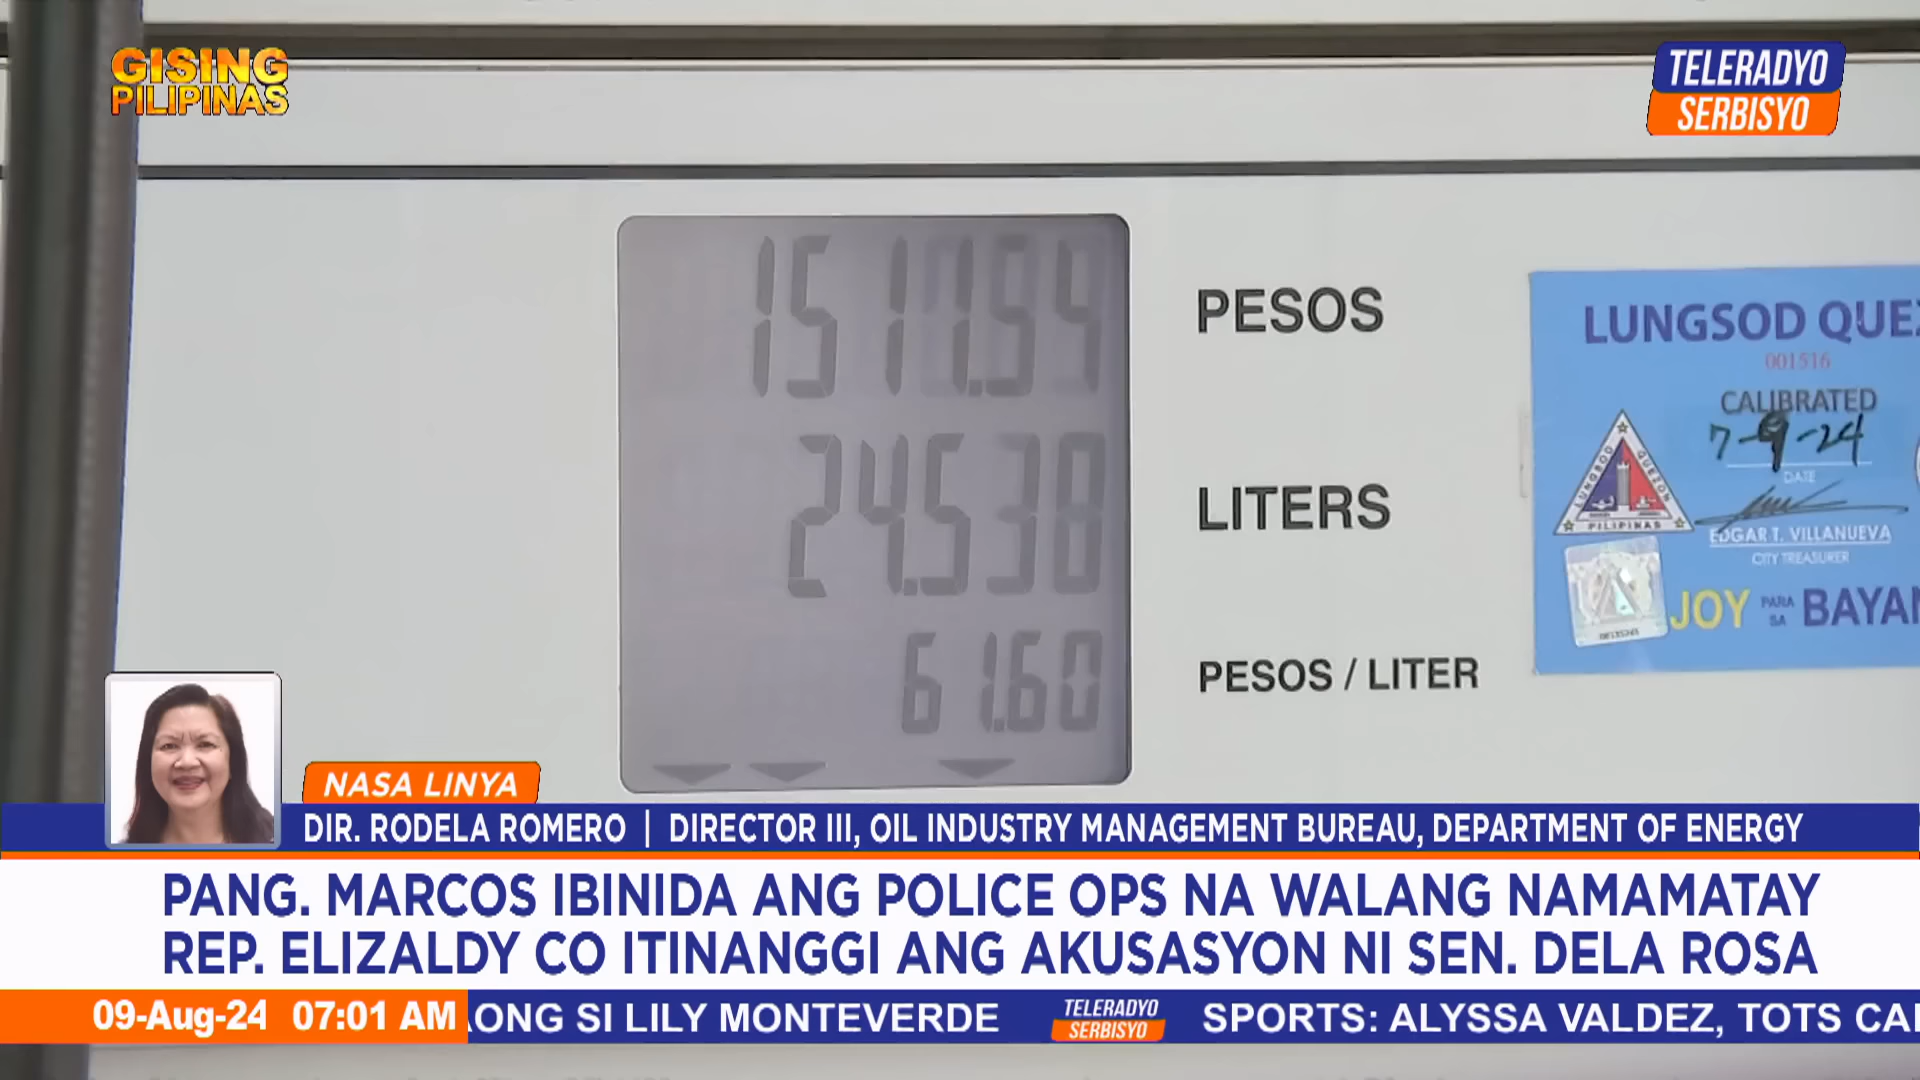 GISING
PILIPINAS
TELERADYO
SERBISYO
1511.54
PESOS
24.538
LITERS
61.60
PESOS / LITER
LUNGSOD QUE
001516
CALIBRATED
7-9-24
DATE
EDGAR T. VILLANUEVA
CITY TREASURER
LUNGSOD QUEZON
PILIPINAS
JOY PARA SA BAYAN
NASA LINYA
DIR. RODELA ROMERO | DIRECTOR III, OIL INDUSTRY MANAGEMENT BUREAU, DEPARTMENT OF ENERGY
PANG. MARCOS IBINIDA ANG POLICE OPS NA WALANG NAMAMATAY
REP. ELIZALDY CO ITINANGGI ANG AKUSASYON NI SEN. DELA ROSA
09-Aug-24 07:01 AM
ONG SI LILY MONTEVERDE
TELERADYO
SERBISYO
SPORTS: ALYSSA VALDEZ, TOTS CA